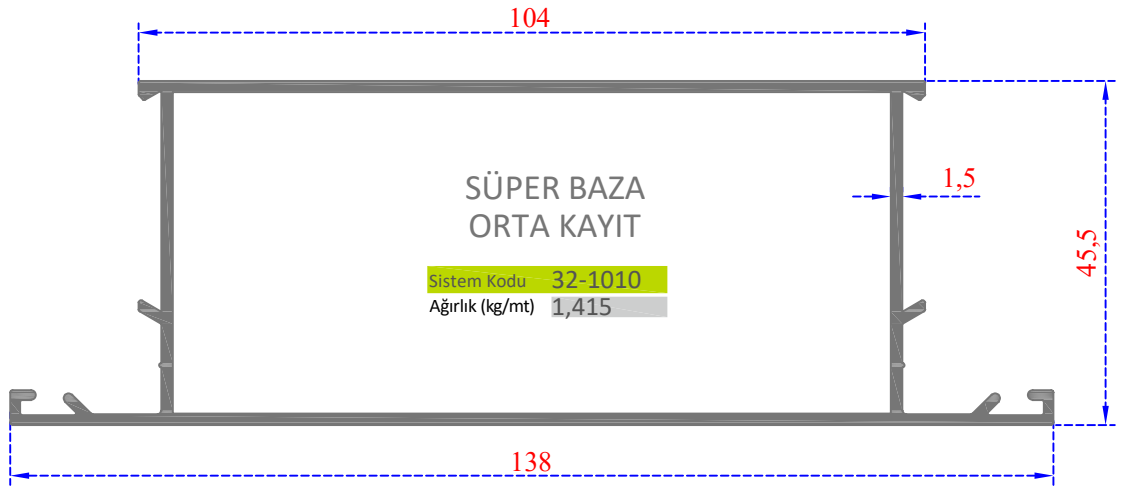 104
SÜPER BAZA
ORTA KAYIT
1,5
45,5
Sistem Kodu 32-1010
Ağırlık (kg/mt) 1,415
138